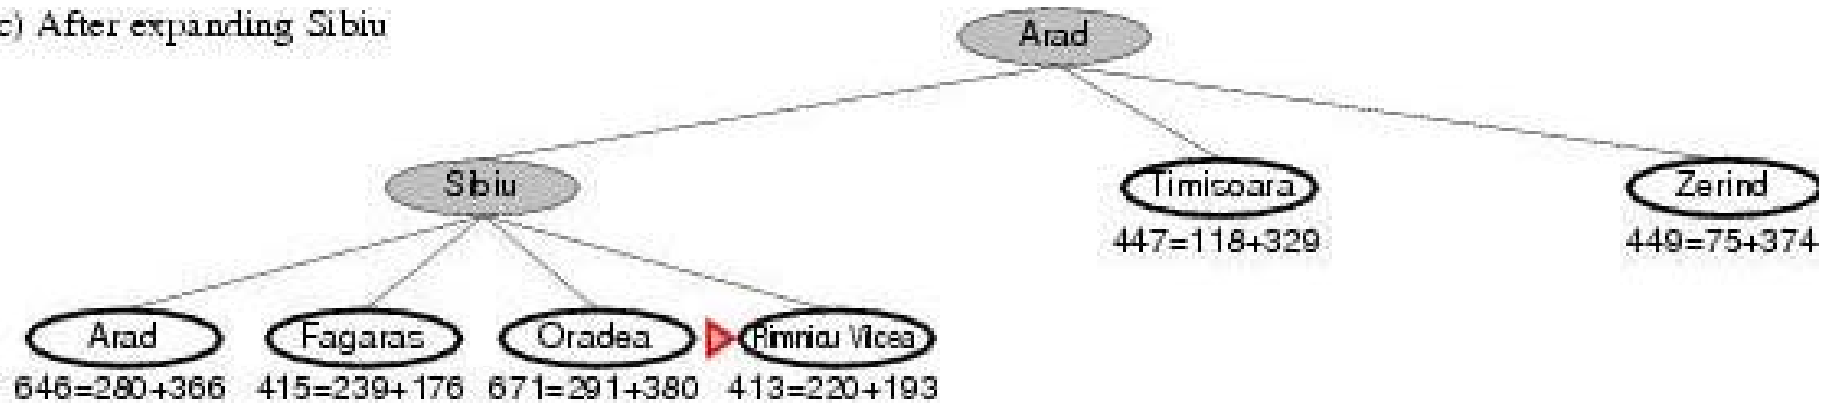 c) After expanding Sibiu
Arad
Sibiu
Timisoara
Zerind
447=118+329
449=75+374
Arad
Fagaras
Oradea
Rimnicu Vilcea
646=280+366
415=239+176
671=291+380
413=220+193